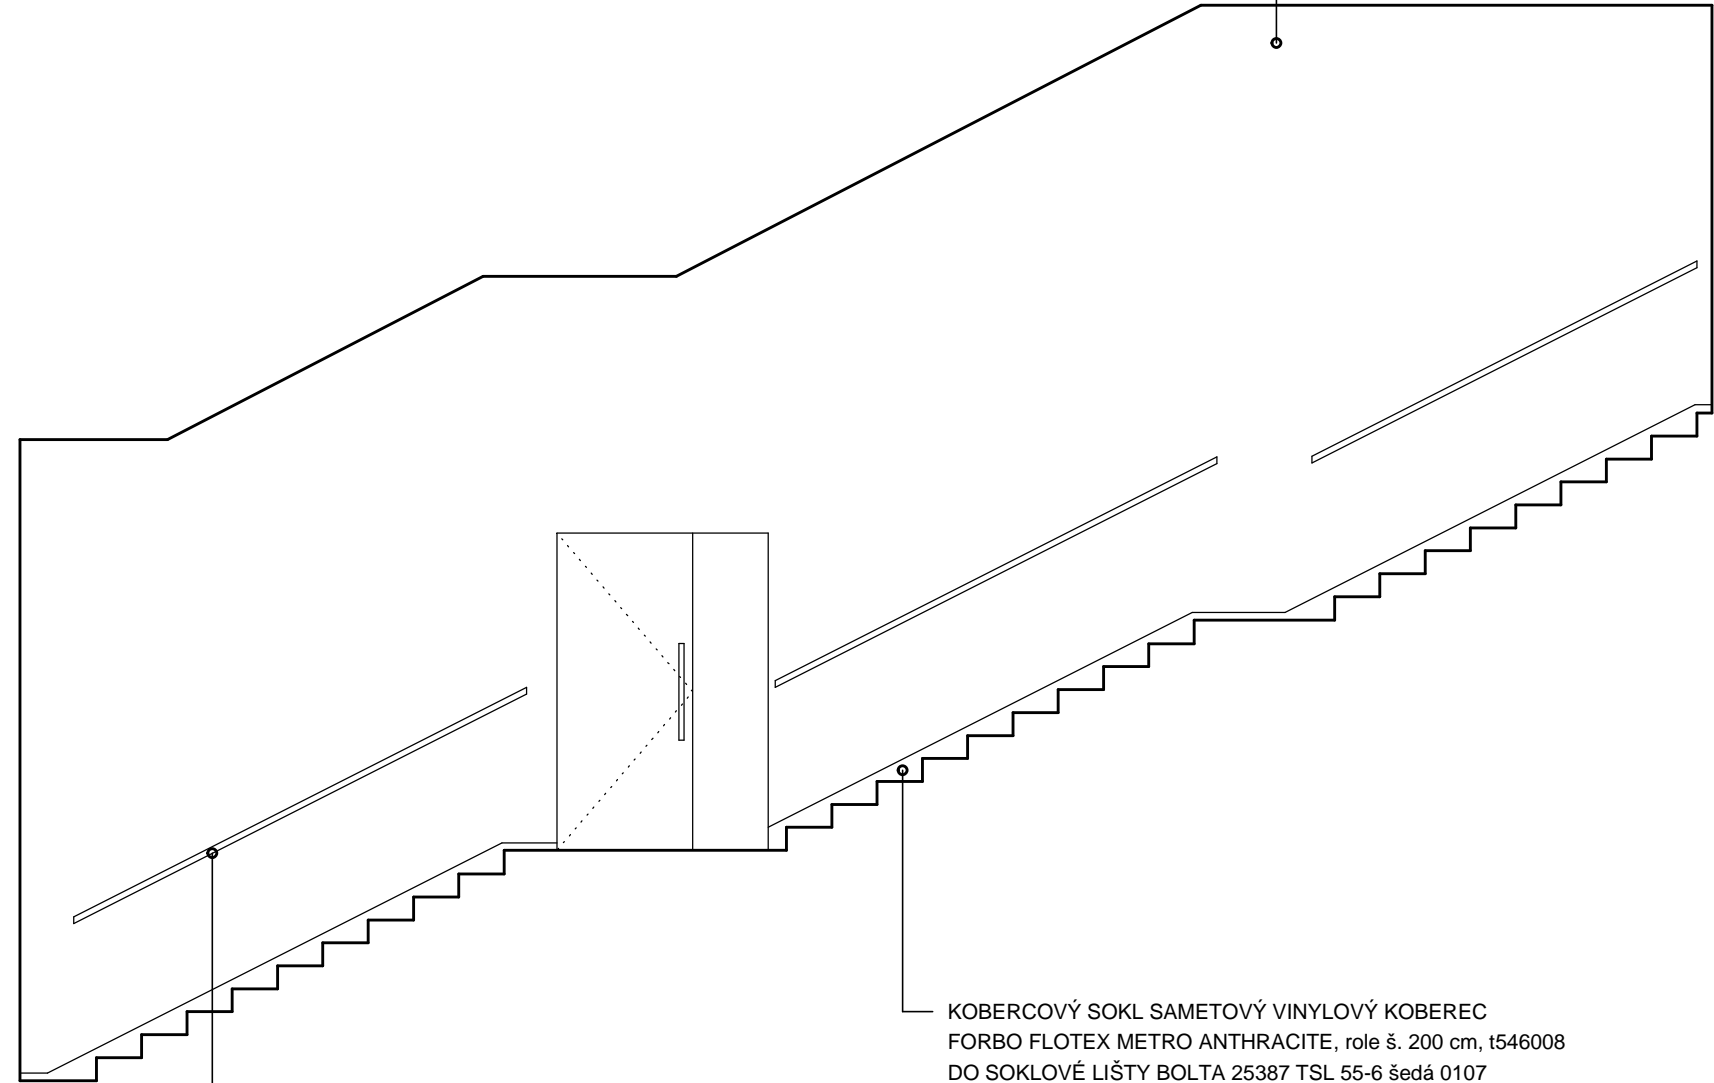 KOBERCOVÝ SOKL SAMETOVÝ VINYLOVÝ KOBEREC
FORBO FLOTEX METRO ANTHRACITE, role š. 200 cm, t546008
DO SOKLOVÉ LIŠTY BOLTA 25387 TSL 55-6 šedá 0107